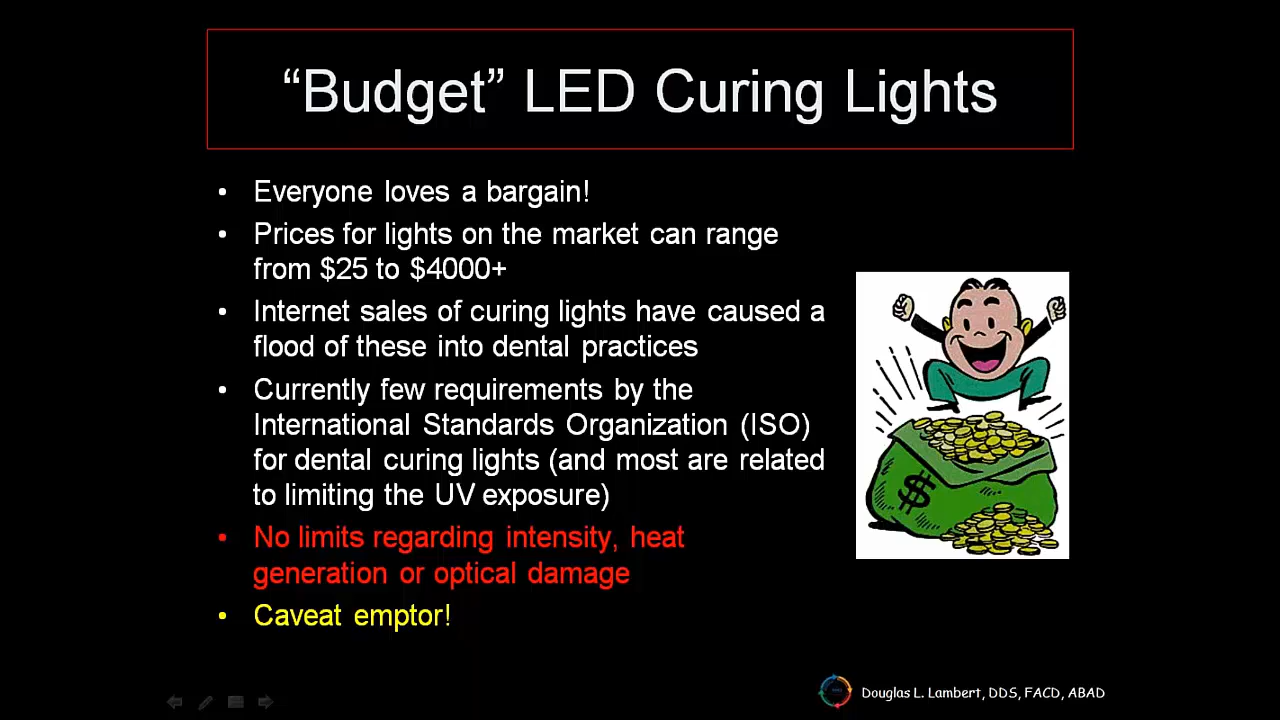 “Budget” LED Curing Lights
• Everyone loves a bargain!
• Prices for lights on the market can range
from $25 to $4000+
• Internet sales of curing lights have caused a
flood of these into dental practices
• Currently few requirements by the
International Standards Organization (ISO)
for dental curing lights (and most are related
to limiting the UV exposure)
• No limits regarding intensity, heat
generation or optical damage
• Caveat emptor!
$
Douglas L. Lambert, DDS, FACD, ABAD